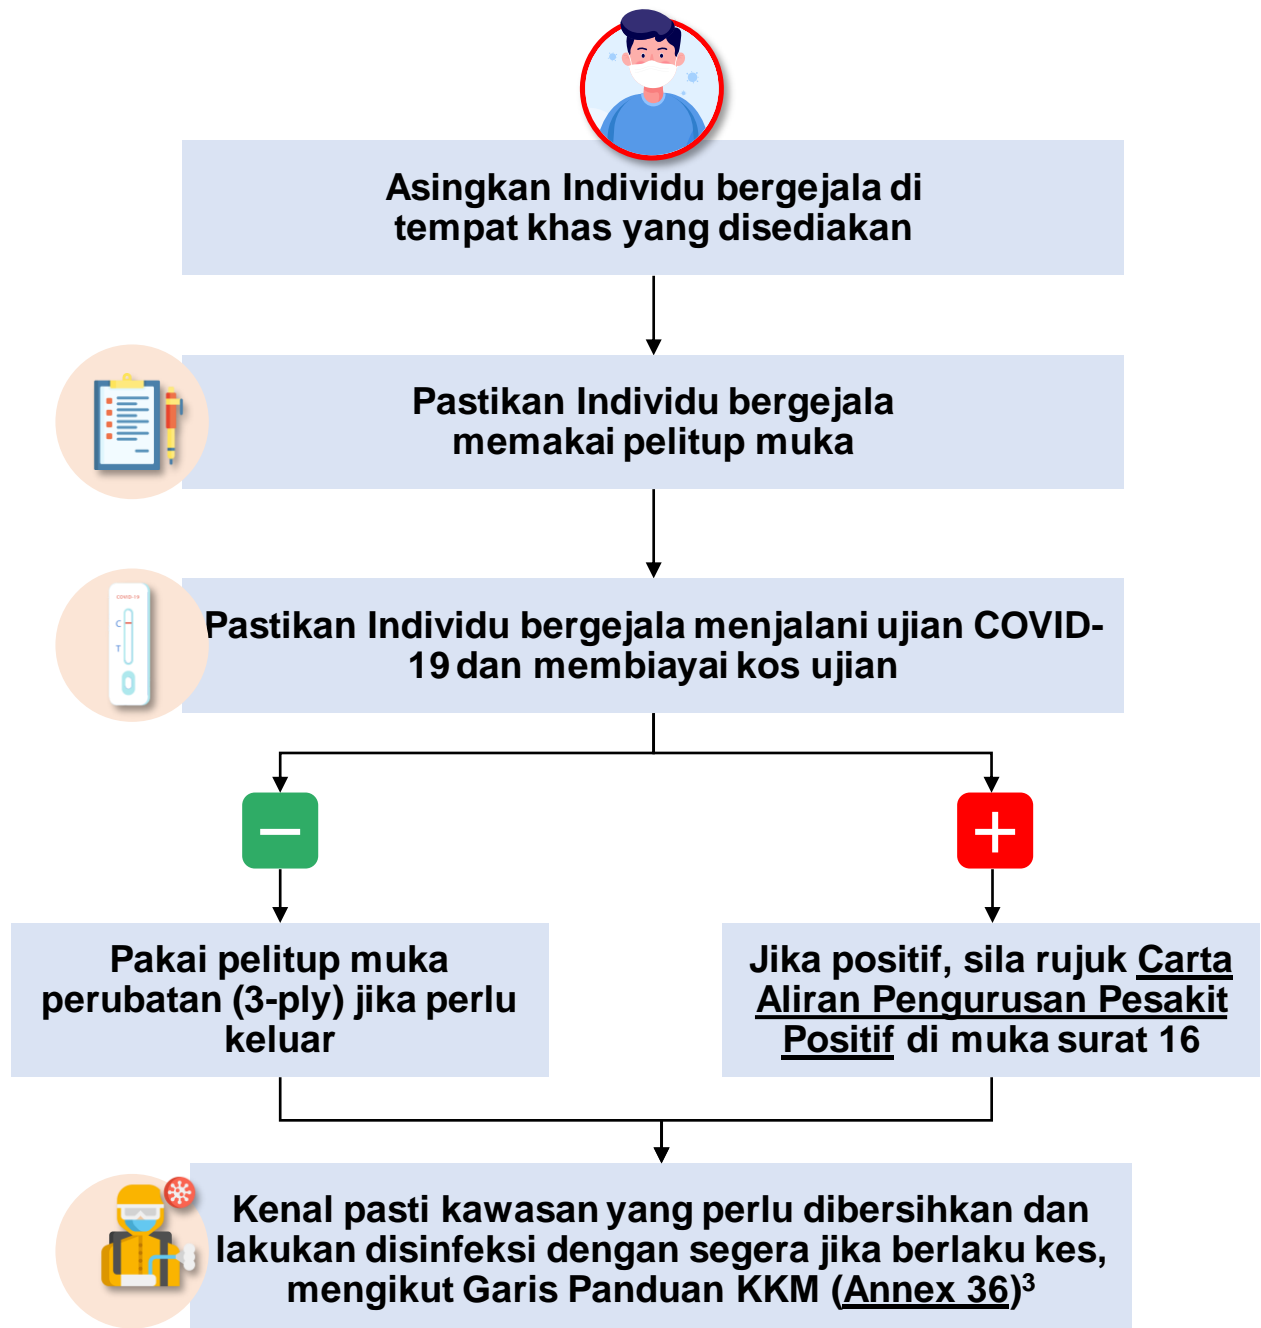 Asingkan Individu bergejala di
tempat khas yang disediakan
Pastikan Individu bergejala
memakai pelitup muka
COVID-19
C
T
Pastikan Individu bergejala menjalani ujian COVID-
19 dan membiayai kos ujian
Pakai pelitup muka
perubatan (3-ply) jika perlu
keluar
Jika positif, sila rujuk Carta
Aliran Pengurusan Pesakit
Positif di muka surat 16
Kenal pasti kawasan yang perlu dibersihkan dan
lakukan disinfeksi dengan segera jika berlaku kes,
mengikut Garis Panduan KKM (Annex 36)³